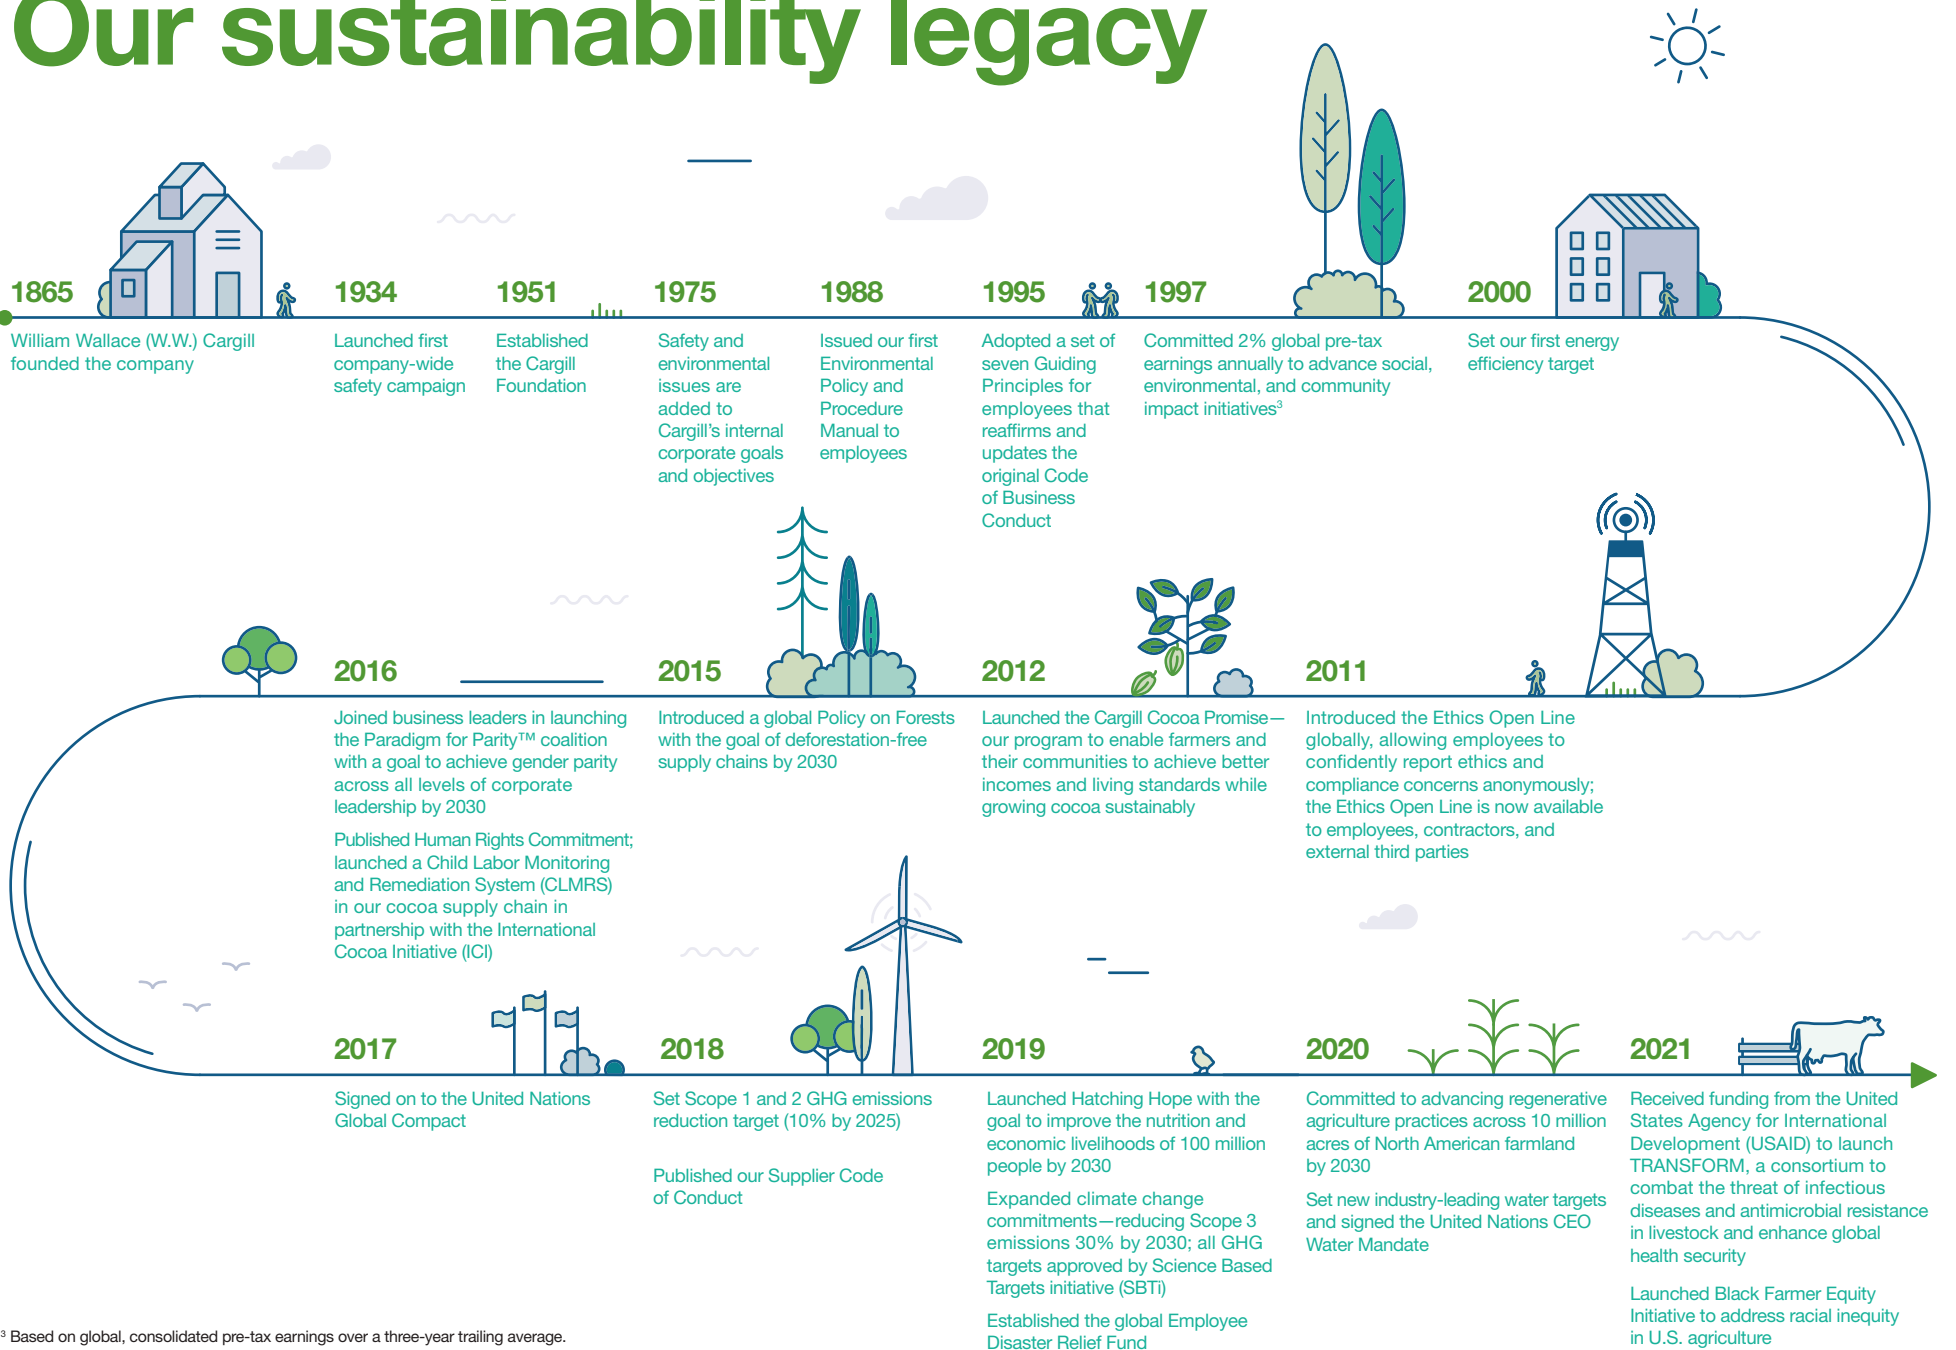 Our sustainability legacy
1865
William Wallace (W.W.) Cargill
founded the company
1934
Launched first
company-wide
safety campaign
1951
Established
the Cargill
Foundation
1975
Safety and
environmental
issues are
added to
Cargill's internal
corporate goals
and objectives
1988
Issued our first
Environmental
Policy and
Procedure
Manual to
employees
1995
Adopted a set of
seven Guiding
Principles for
employees that
reaffirms and
updates the
original Code
of Business
Conduct
1997
Committed 2% global pre-tax
earnings annually to advance social,
environmental, and community
impact initiatives³
2000
Set our first energy
efficiency target
2011
Introduced the Ethics Open Line
globally, allowing employees to
confidently report ethics and
compliance concerns anonymously;
the Ethics Open Line is now available
to employees, contractors, and
external third parties
2012
Launched the Cargill Cocoa Promise—
our program to enable farmers and
their communities to achieve better
incomes and living standards while
growing cocoa sustainably
2015
Introduced a global Policy on Forests
with the goal of deforestation-free
supply chains by 2030
2016
Joined business leaders in launching
the Paradigm for Parity™ coalition
with a goal to achieve gender parity
across all levels of corporate
leadership by 2030
Published Human Rights Commitment;
launched a Child Labor Monitoring
and Remediation System (CLMRS)
in our cocoa supply chain in
partnership with the International
Cocoa Initiative (ICI)
2017
Signed on to the United Nations
Global Compact
2018
Set Scope 1 and 2 GHG emissions
reduction target (10% by 2025)
Published our Supplier Code
of Conduct
2019
Launched Hatching Hope with the
goal to improve the nutrition and
economic livelihoods of 100 million
people by 2030
Expanded climate change
commitments—reducing Scope 3
emissions 30% by 2030; all GHG
targets approved by Science Based
Targets initiative (SBTi)
Established the global Employee
Disaster Relief Fund
2020
Committed to advancing regenerative
agriculture practices across 10 million
acres of North American farmland
by 2030
Set new industry-leading water targets
and signed the United Nations CEO
Water Mandate
2021
Received funding from the United
States Agency for International
Development (USAID) to launch
TRANSFORM, a consortium to
combat the threat of infectious
diseases and antimicrobial resistance
in livestock and enhance global
health security
Launched Black Farmer Equity
Initiative to address racial inequity
in U.S. agriculture
³ Based on global, consolidated pre-tax earnings over a three-year trailing average.